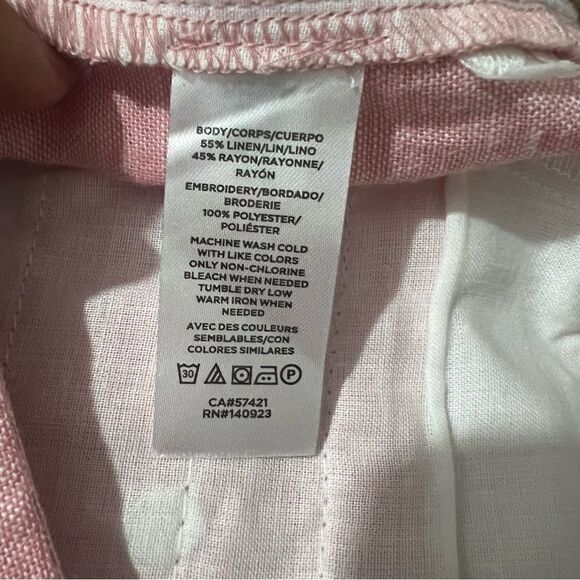 BODY/CORPS/CUERPO
55% LINEN/LIN/LINO
45% RAYON/RAYONNE/
RAYÓN
EMBROIDERY/BORDADO/
BRODERIE
100% POLYESTER/
POLIÉSTER
MACHINE WASH COLD
WITH LIKE COLORS
ONLY NON-CHLORINE
BLEACH WHEN NEEDED
TUMBLE DRY LOW
WARM IRON WHEN
NEEDED
AVEC DES COULEURS
SEMBLABLES/CON
COLORES SIMILARES
30 P
CA#57421
RN#140923